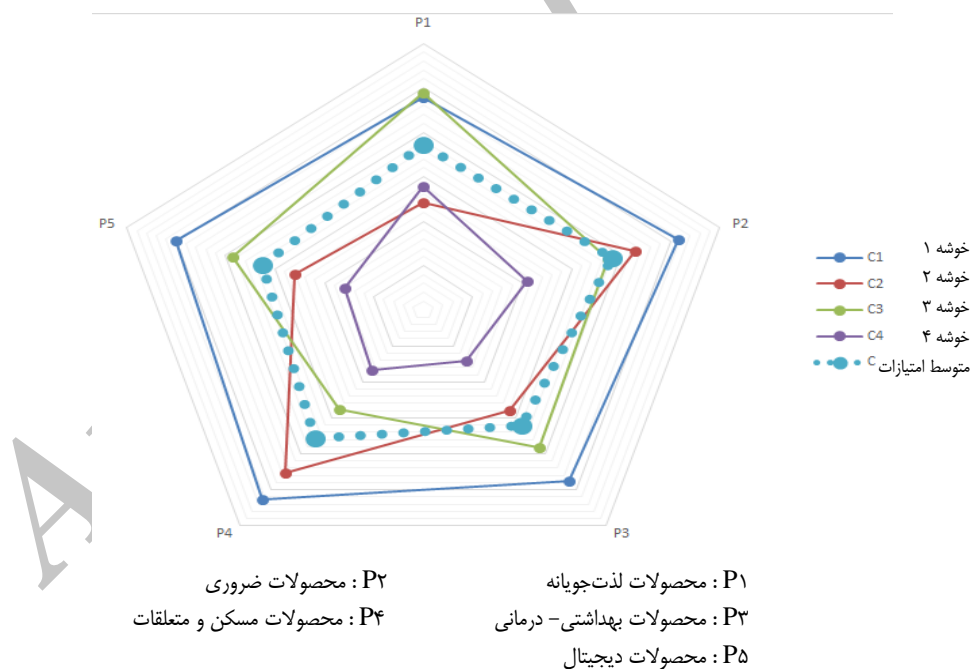 P1
P5
P2
C1 خوشه ۱
C2 خوشه ۲
C3 خوشه ۳
C4 خوشه ۴
C متوسط امتیازات
P4
P3
P۱ : محصولات لذت‌جویانه
P۲ : محصولات ضروری
P۳ : محصولات بهداشتی- درمانی
P۴ : محصولات مسکن و متعلقات
P۵ : محصولات دیجیتال